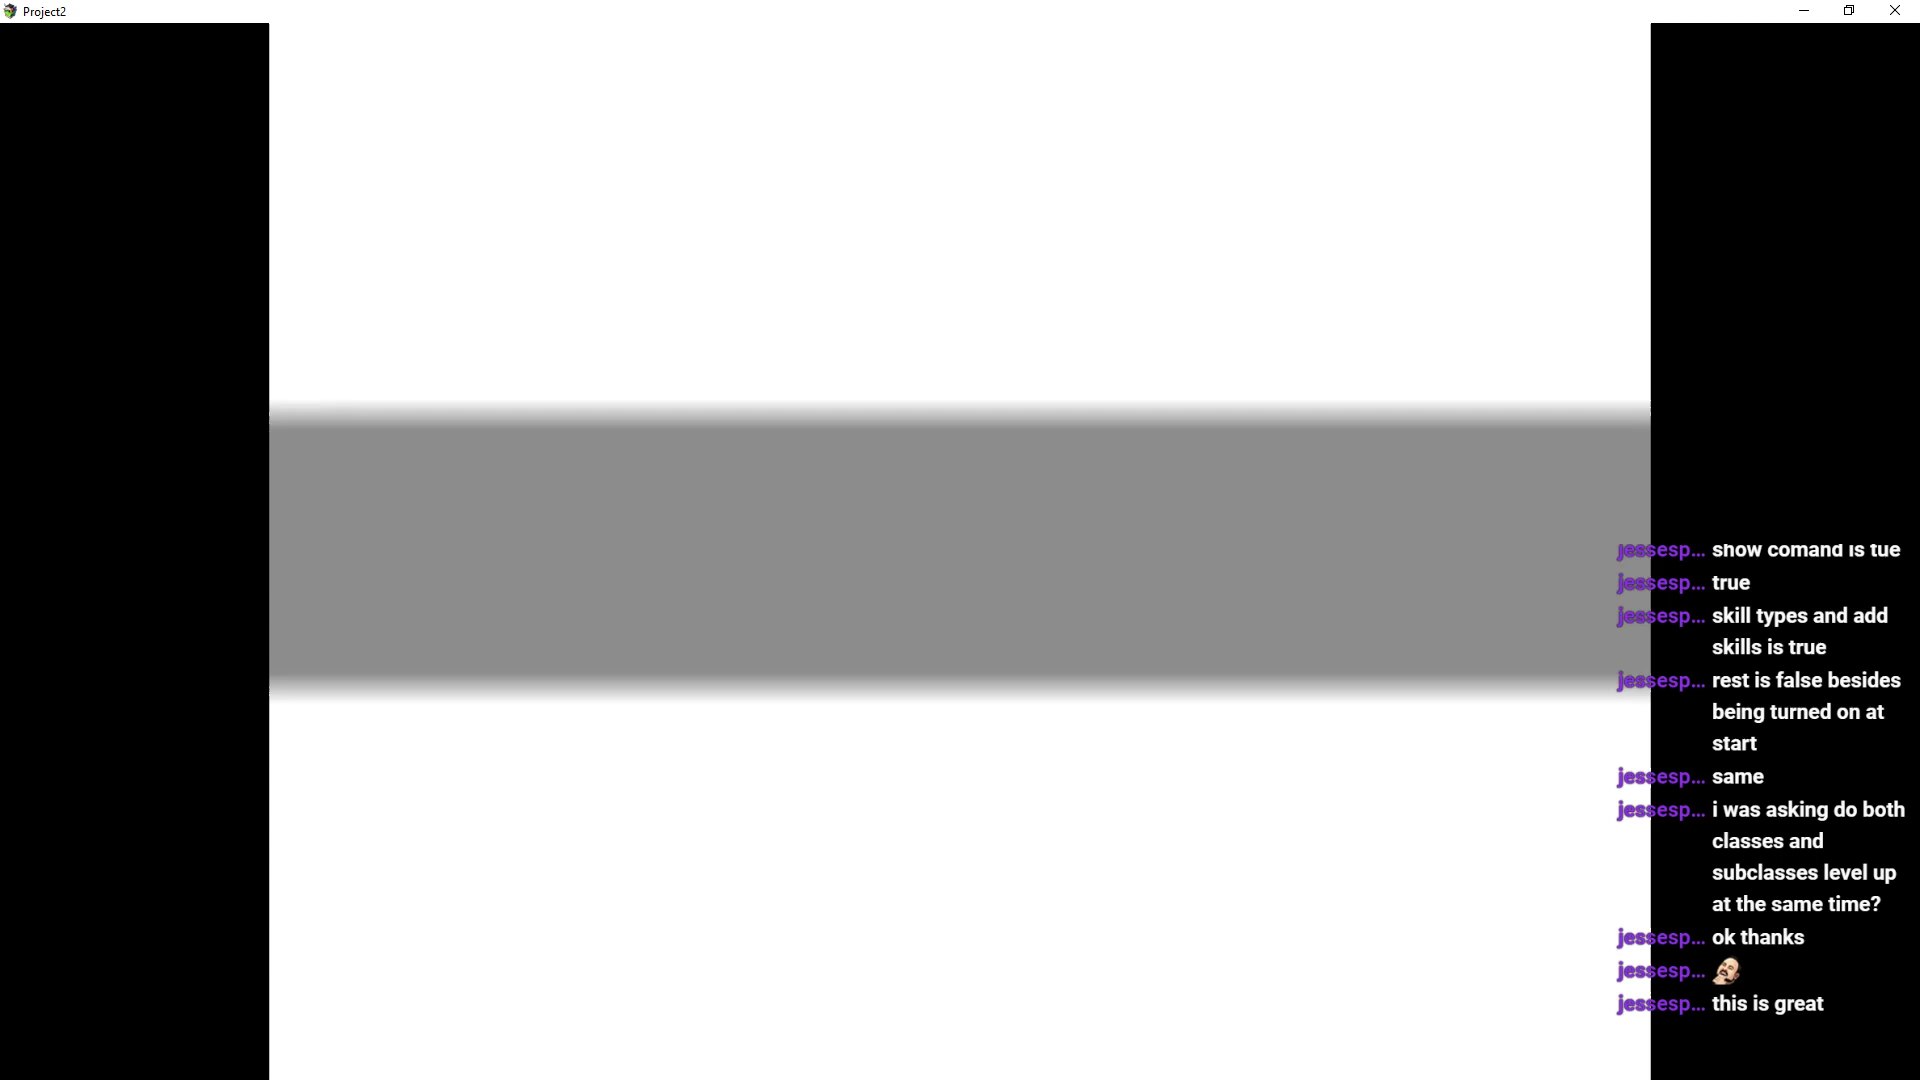 Project2
jessesp... show comand is tue
jessesp... true
jessesp... skill types and add
skills is true
jessesp... rest is false besides
being turned on at
start
jessesp... same
jessesp... i was asking do both
classes and
subclasses level up
at the same time?
jessesp... ok thanks
jessesp...
jessesp... this is great